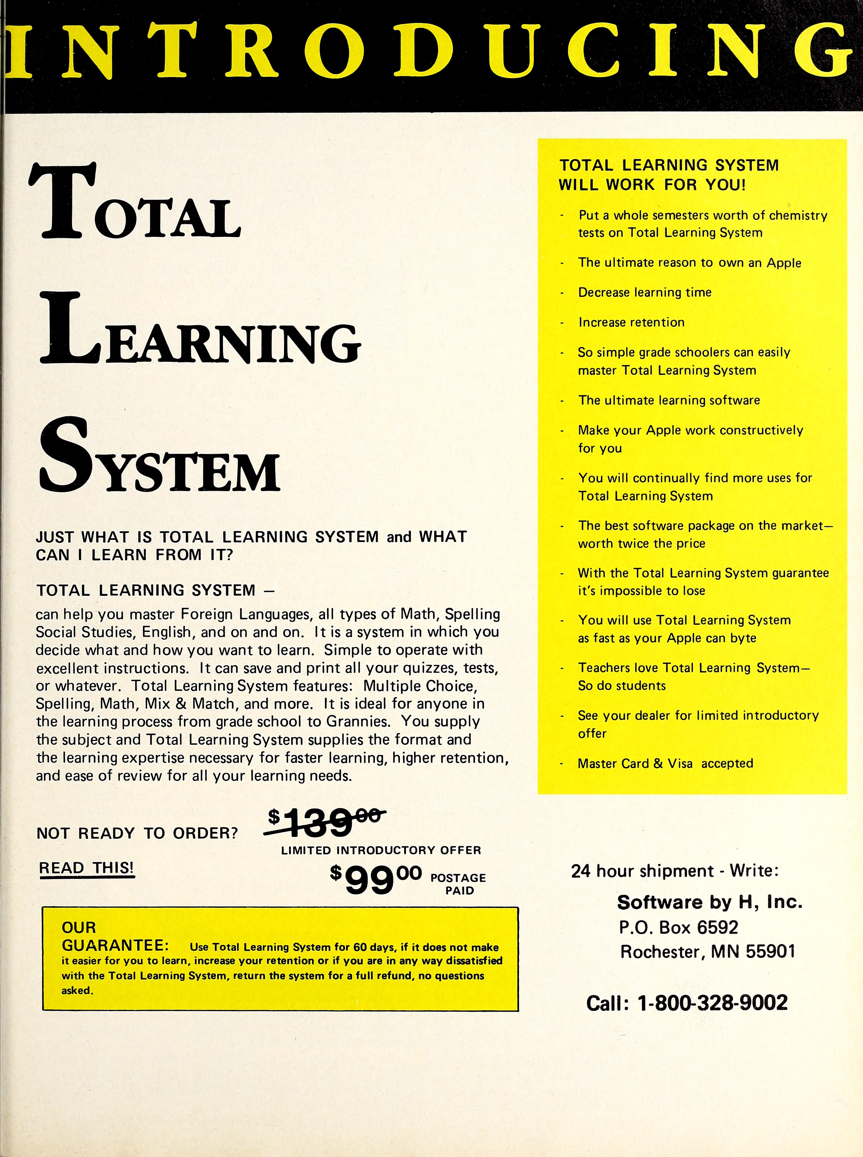 INTRODUCING
TOTAL
LEARNING
SYSTEM
JUST WHAT IS TOTAL LEARNING SYSTEM and WHAT
CAN I LEARN FROM IT?
TOTAL LEARNING SYSTEM —
can help you master Foreign Languages, all types of Math, Spelling
Social Studies, English, and on and on. It is a system in which you
decide what and how you want to learn. Simple to operate with
excellent instructions. It can save and print all your quizzes, tests,
or whatever. Total Learning System features: Multiple Choice,
Spelling, Math, Mix & Match, and more. It is ideal for anyone in
the learning process from grade school to Grannies. You supply
the subject and Total Learning System supplies the format and
the learning expertise necessary for faster learning, higher retention,
and ease of review for all your learning needs.
NOT READY TO ORDER? $139.00
LIMITED INTRODUCTORY OFFER
READ THIS!
$99.00 POSTAGE
PAID
OUR
GUARANTEE: Use Total Learning System for 60 days, if it does not make
it easier for you to learn, increase your retention or if you are in any way dissatisfied
with the Total Learning System, return the system for a full refund, no questions
asked.
TOTAL LEARNING SYSTEM
WILL WORK FOR YOU!
- Put a whole semesters worth of chemistry
tests on Total Learning System
- The ultimate reason to own an Apple
- Decrease learning time
- Increase retention
- So simple grade schoolers can easily
master Total Learning System
- The ultimate learning software
- Make your Apple work constructively
for you
- You will continually find more uses for
Total Learning System
- The best software package on the market—
worth twice the price
- With the Total Learning System guarantee
it's impossible to lose
- You will use Total Learning System
as fast as your Apple can byte
- Teachers love Total Learning System—
So do students
- See your dealer for limited introductory
offer
- Master Card & Visa accepted
24 hour shipment - Write:
Software by H, Inc.
P.O. Box 6592
Rochester, MN 55901
Call: 1-800-328-9002